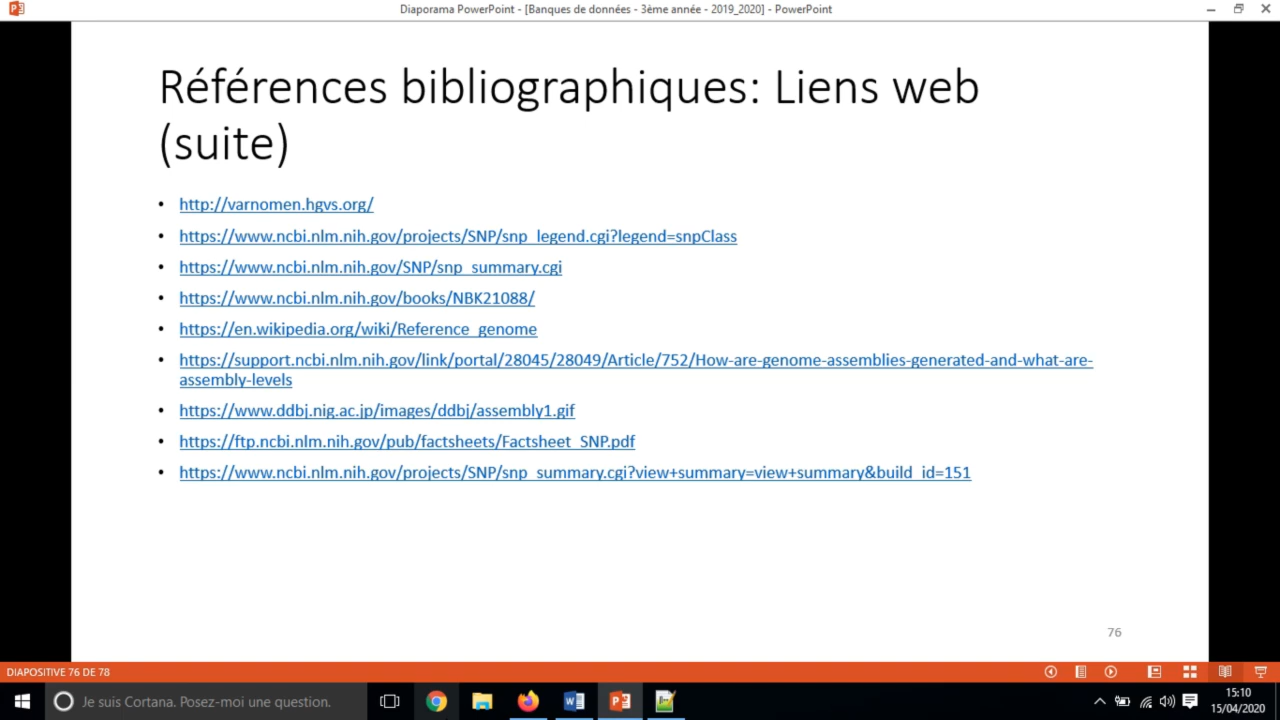 Diaporama PowerPoint - [Banques de données - 3ème année - 2019_2020] - PowerPoint
Références bibliographiques: Liens web
(suite)
• http://varnomen.hgvs.org/
• https://www.ncbi.nlm.nih.gov/projects/SNP/snp_legend.cgi?legend=snpClass
• https://www.ncbi.nlm.nih.gov/SNP/snp_summary.cgi
• https://www.ncbi.nlm.nih.gov/books/NBK21088/
• https://en.wikipedia.org/wiki/Reference_genome
• https://support.ncbi.nlm.nih.gov/link/portal/28045/28049/Article/752/How-are-genome-assemblies-generated-and-what-are-
assembly-levels
• https://www.ddbj.nig.ac.jp/images/ddbj/assembly1.gif
• https://ftp.ncbi.nlm.nih.gov/pub/factsheets/Factsheet_SNP.pdf
• https://www.ncbi.nlm.nih.gov/projects/SNP/snp_summary.cgi?view+summary=view+summary&build_id=151
76
DIAPOSITIVE 76 DE 78
Je suis Cortana. Posez-moi une question.
15:10
15/04/2020